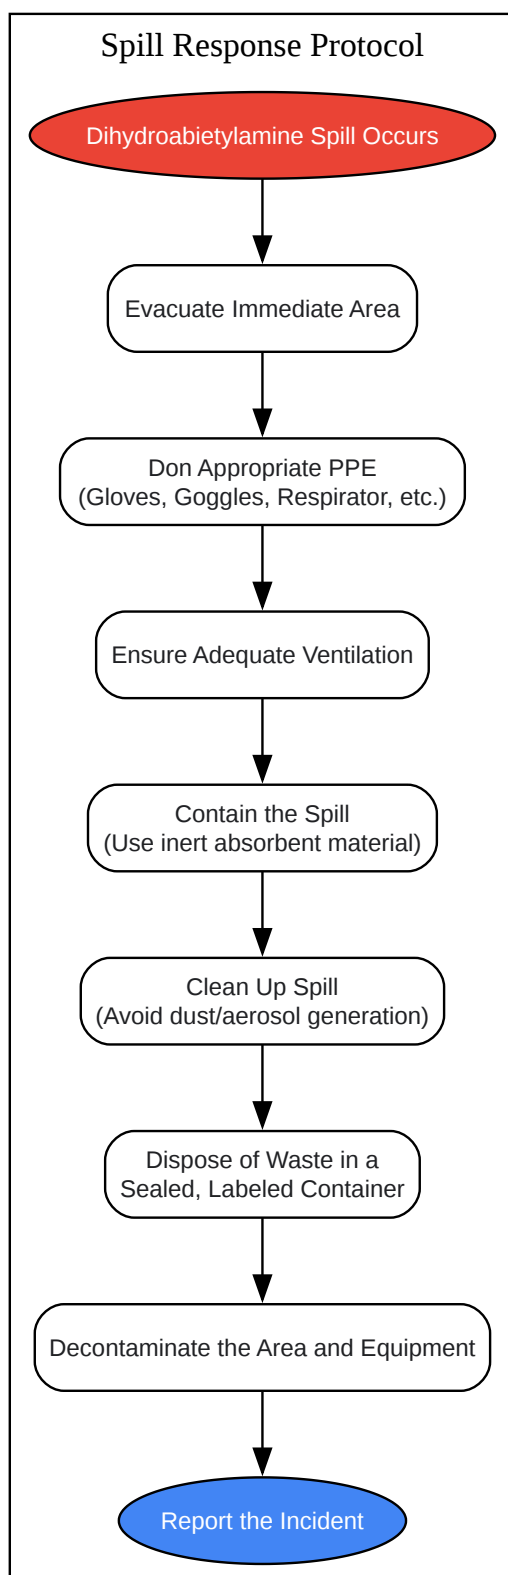 Spill Response Protocol
Dihydroabietylamine Spill Occurs
Evacuate Immediate Area
Don Appropriate PPE
(Gloves, Goggles, Respirator, etc.)
Ensure Adequate Ventilation
Contain the Spill
(Use inert absorbent material)
Clean Up Spill
(Avoid dust/aerosol generation)
Dispose of Waste in a
Sealed, Labeled Container
Decontaminate the Area and Equipment
Report the Incident